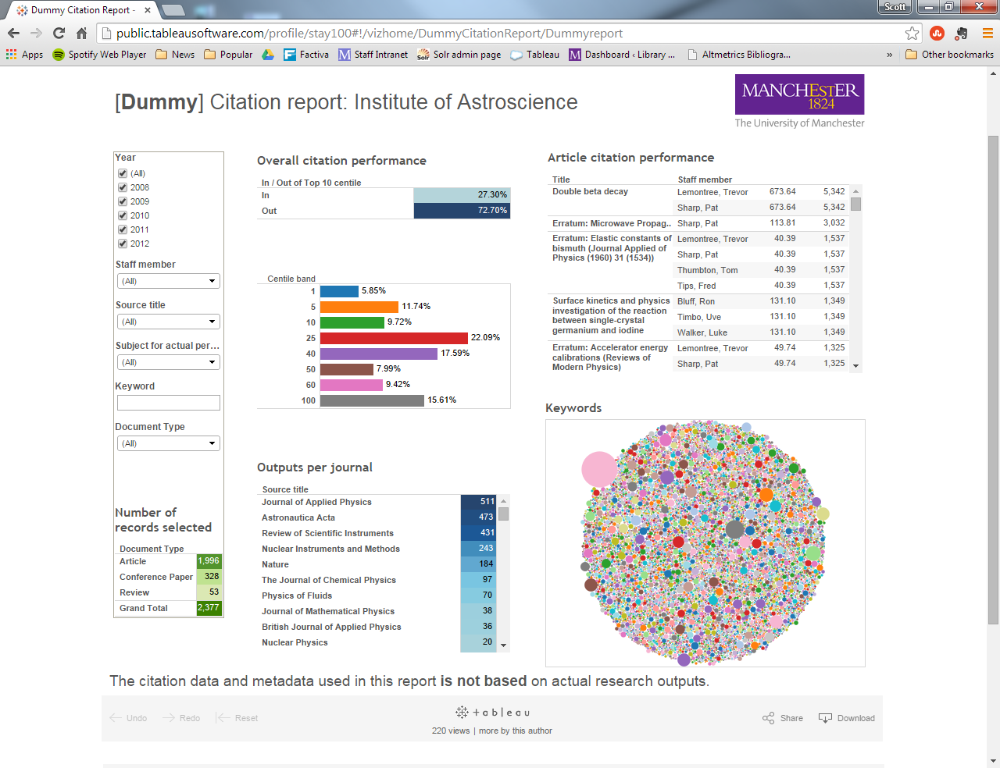 Dummy Citation Report -
Scott
public.tableausoftware.com/profile/stay100#!/vizhome/DummyCitationReport/Dummyreport
Apps
Spotify Web Player
News
Popular
Factiva
Staff Intranet
Solr admin page
Tableau
Dashboard ‹ Library ...
Altmetrics Bibliogra...
»
Other bookmarks
[Dummy] Citation report: Institute of Astroscience
MANCHESTER
1824
The University of Manchester
Year
(All)
2008
2009
2010
2011
2012
Staff member
(All)
Source title
(All)
Subject for actual per...
(All)
Keyword
Document Type
(All)
Number of
records selected
Document Type
Article 1,996
Conference Paper 328
Review 53
Grand Total 2,377
Overall citation performance
In / Out of Top 10 centile
In 27.30%
Out 72.70%
Centile band
1 5.85%
5 11.74%
10 9.72%
25 22.09%
40 17.59%
50 7.99%
60 9.42%
100 15.61%
Outputs per journal
Source title
Journal of Applied Physics 511
Astronautica Acta 473
Review of Scientific Instruments 431
Nuclear Instruments and Methods 243
Nature 184
The Journal of Chemical Physics 97
Physics of Fluids 70
Journal of Mathematical Physics 38
British Journal of Applied Physics 36
Nuclear Physics 20
Article citation performance
Title Staff member
Double beta decay Lemontree, Trevor 673.64 5,342
Sharp, Pat 673.64 5,342
Erratum: Microwave Propag.. Sharp, Pat 113.81 3,032
Erratum: Elastic constants of Lemontree, Trevor 40.39 1,537
bismuth (Journal Applied of Sharp, Pat 40.39 1,537
Physics (1960) 31 (1534)) Thumbton, Tom 40.39 1,537
Tips, Fred 40.39 1,537
Surface kinetics and physics Bluff, Ron 131.10 1,349
investigation of the reaction
between single-crystal Timbo, Uve 131.10 1,349
germanium and iodine Walker, Luke 131.10 1,349
Erratum: Accelerator energy Lemontree, Trevor 49.74 1,325
calibrations (Reviews of
Modern Physics) Sharp, Pat 49.74 1,325
Keywords
The citation data and metadata used in this report is not based on actual research outputs.
Undo
Redo
Reset
+ a b l e a u
220 views | more by this author
Share
Download